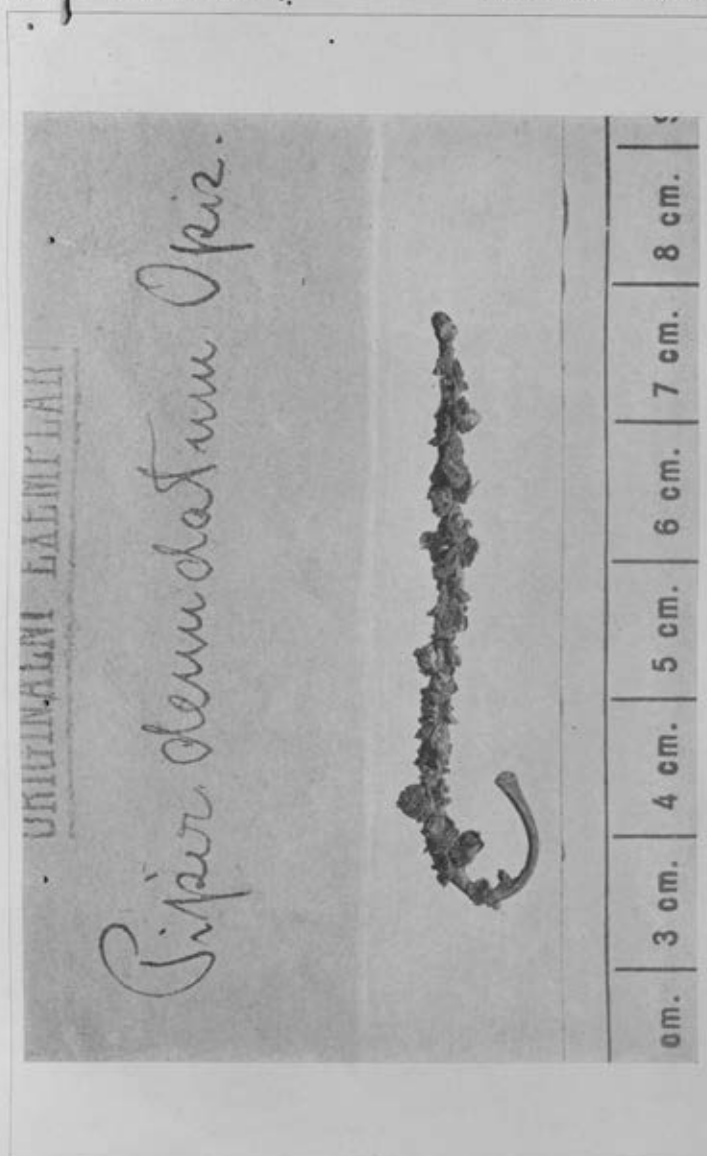 ORIGINALNI EXEMPLAR
Piper denudatum Opiz.
cm. 3 cm. 4 cm. 5 cm. 6 cm. 7 cm. 8 cm.